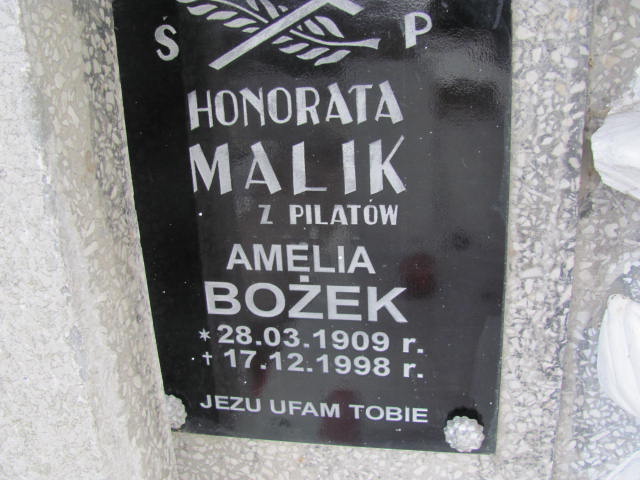 Ś P
HONORATA
MALIK
Z PILATÓW
AMELIA
BOŻEK
* 28.03.1909 r.
† 17.12.1998 r.
JEZU UFAM TOBIE